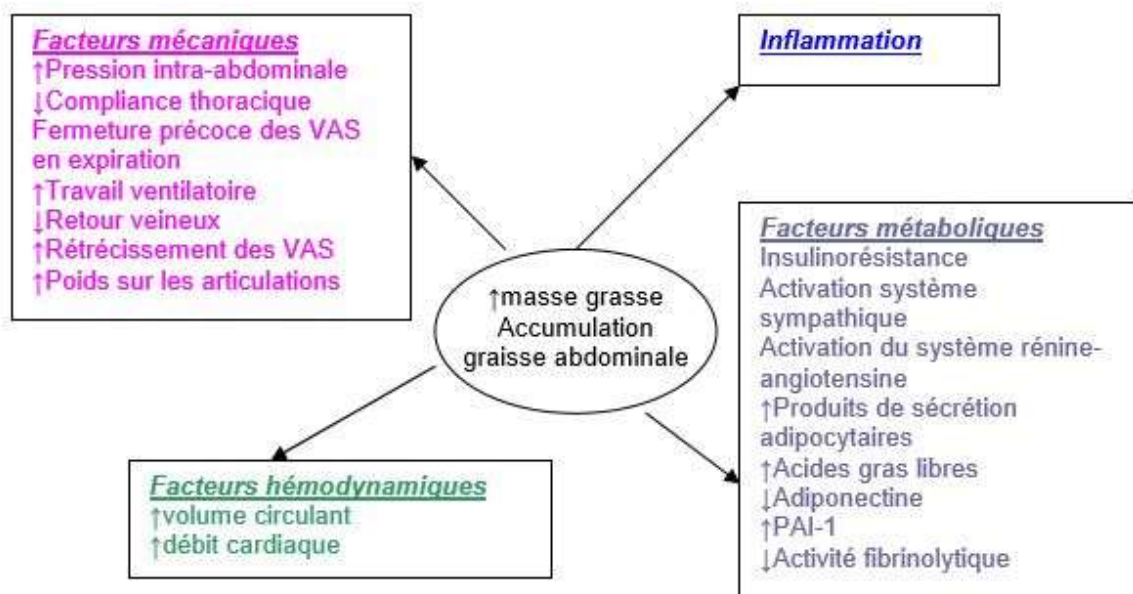 Facteurs mécaniques
↑Pression intra-abdominale
↓Compliance thoracique
Fermeture précoce des VAS
en expiration
↑Travail ventilatoire
↓Retour veineux
↑Rétrécissement des VAS
↑Poids sur les articulations
Inflammation
↑masse grasse
Accumulation
graisse abdominale
Facteurs métaboliques
Insulinorésistance
Activation système
sympathique
Activation du système rénine-
angiotensine
↑Produits de sécrétion
adipocytaires
↑Acides gras libres
↓Adiponectine
↑PAI-1
↓Activité fibrinolytique
Facteurs hémodynamiques
↑volume circulant
↑débit cardiaque